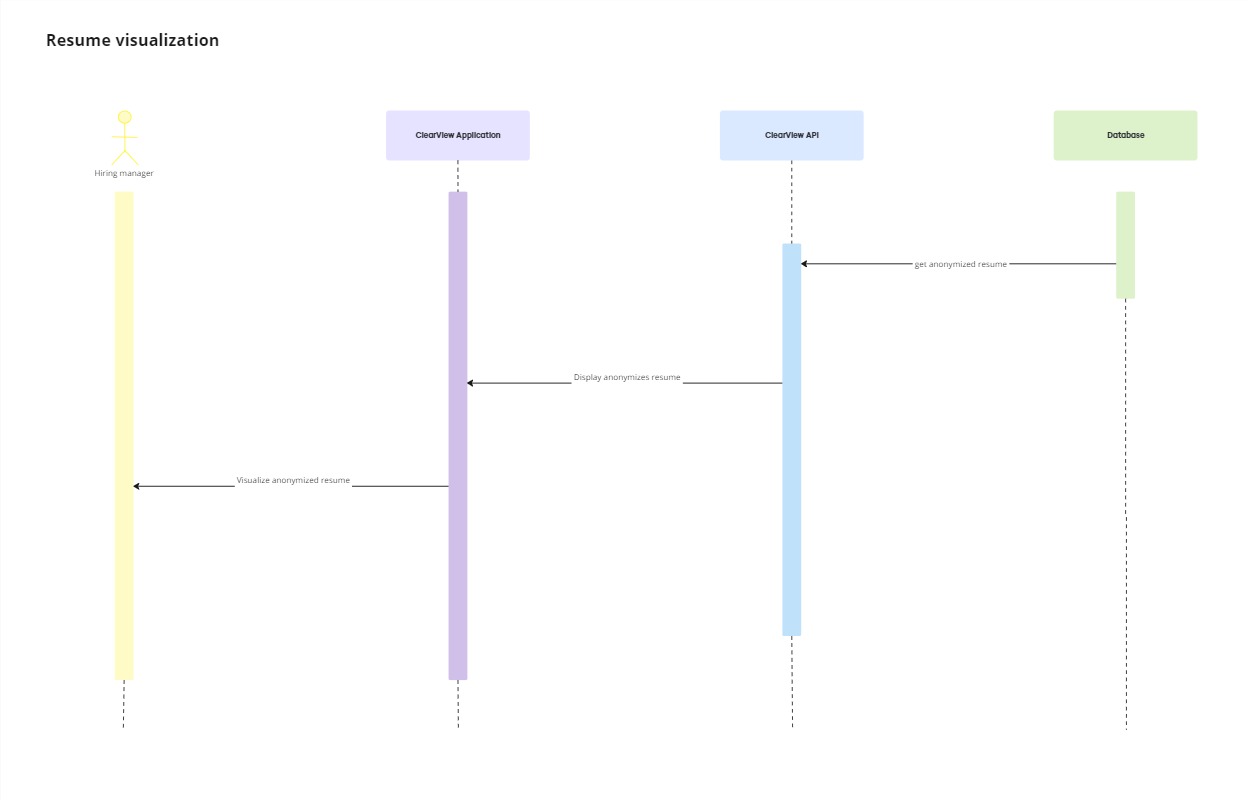 Resume visualization
Hiring manager
ClearView Application
ClearView API
Database
get anonymized resume
Display anonymizes resume
Visualize anonymized resume